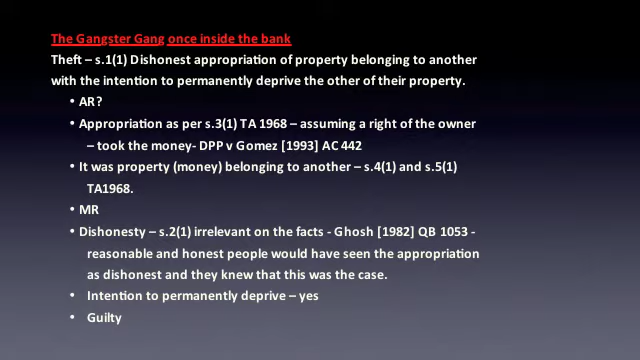 The Gangster Gang once inside the bank
Theft – s.1(1) Dishonest appropriation of property belonging to another
with the intention to permanently deprive the other of their property.
• AR?
• Appropriation as per s.3(1) TA 1968 – assuming a right of the owner
– took the money- DPP v Gomez [1993] AC 442
• It was property (money) belonging to another – s.4(1) and s.5(1)
TA1968.
• MR
• Dishonesty – s.2(1) irrelevant on the facts - Ghosh [1982] QB 1053 -
reasonable and honest people would have seen the appropriation
as dishonest and they knew that this was the case.
• Intention to permanently deprive – yes
• Guilty